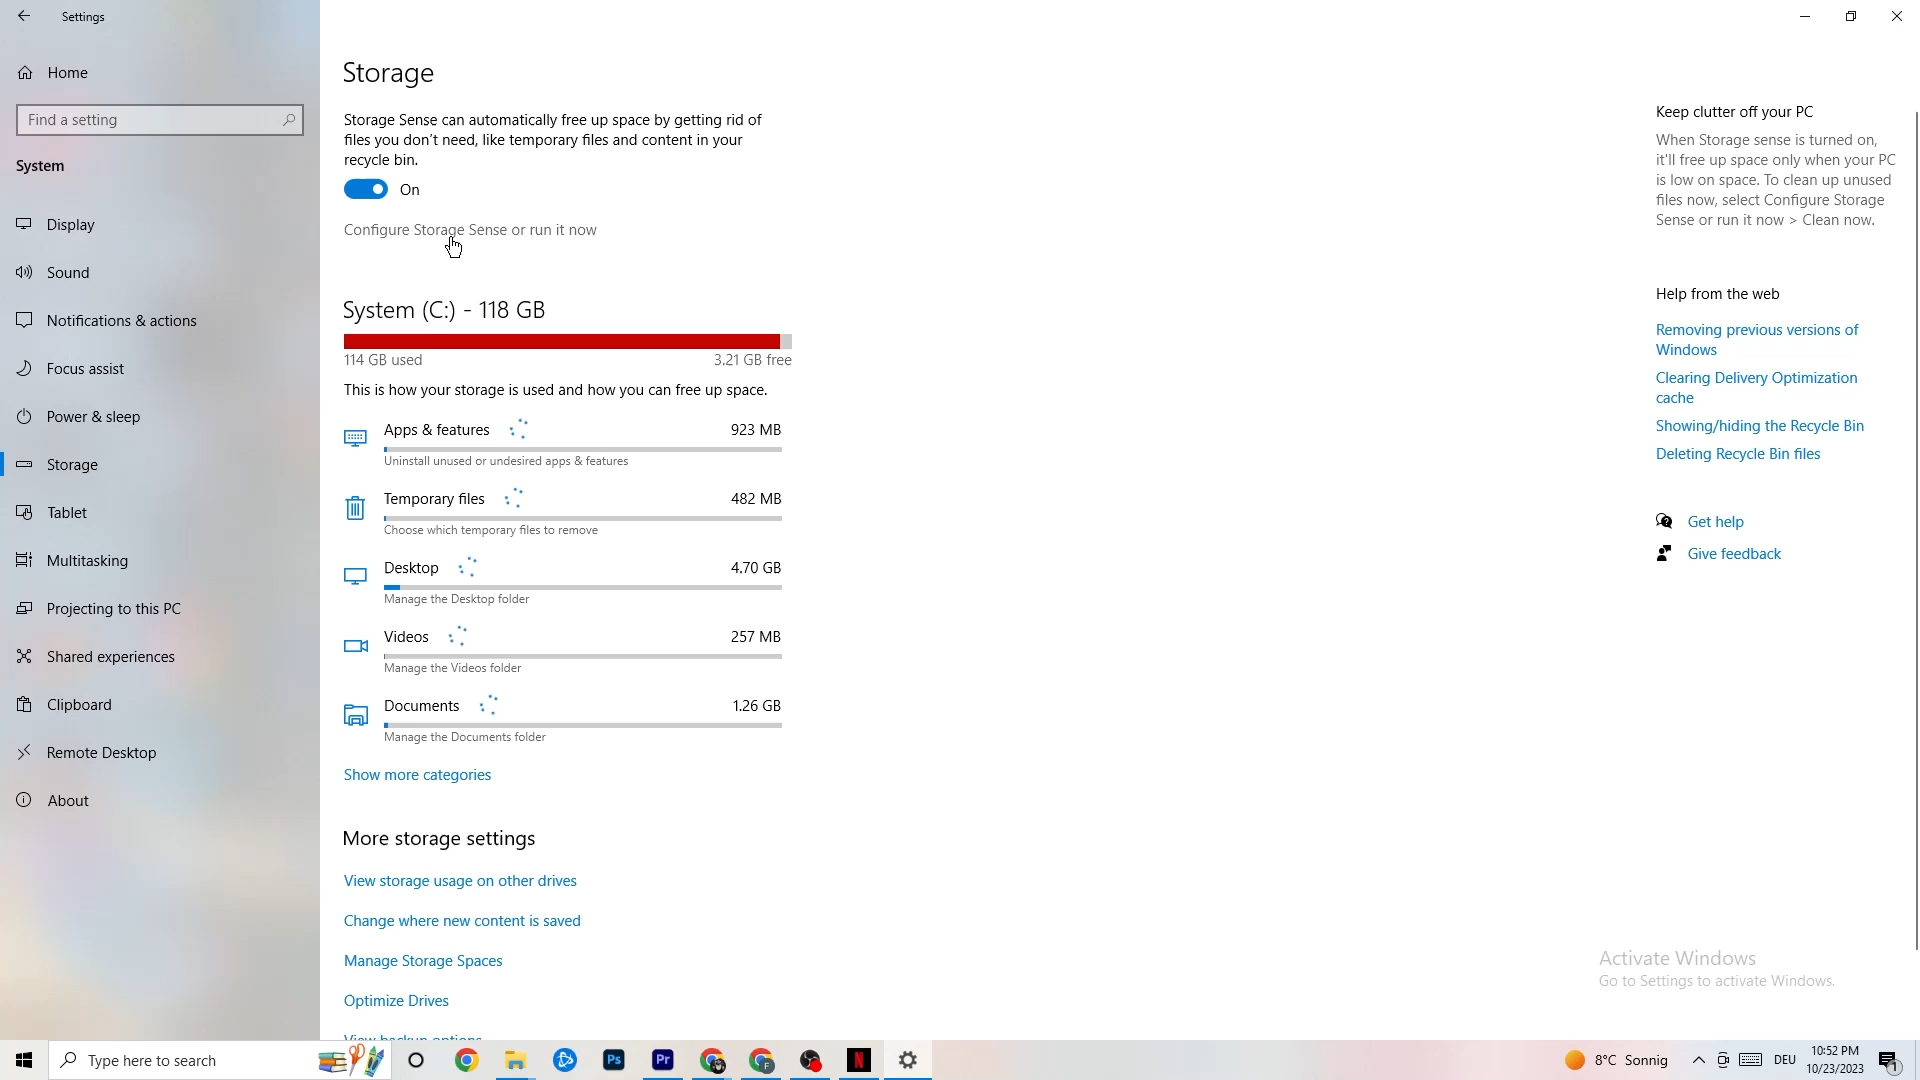 Settings
Home
Find a setting
System
Display
Sound
Notifications & actions
Focus assist
Power & sleep
Storage
Tablet
Multitasking
Projecting to this PC
Shared experiences
Clipboard
Remote Desktop
About
Storage
Storage Sense can automatically free up space by getting rid of
files you don't need, like temporary files and content in your
recycle bin.
On
Configure Storage Sense or run it now
System (C:) - 118 GB
114 GB used 3.21 GB free
This is how your storage is used and how you can free up space.
Apps & features 923 MB
Uninstall unused or undesired apps & features
Temporary files 482 MB
Choose which temporary files to remove
Desktop 4.70 GB
Manage the Desktop folder
Videos 257 MB
Manage the Videos folder
Documents 1.26 GB
Manage the Documents folder
Show more categories
More storage settings
View storage usage on other drives
Change where new content is saved
Manage Storage Spaces
Optimize Drives
View backup options
Keep clutter off your PC
When Storage sense is turned on,
it'll free up space only when your PC
is low on space. To clean up unused
files now, select Configure Storage
Sense or run it now > Clean now.
Help from the web
Removing previous versions of
Windows
Clearing Delivery Optimization
cache
Showing/hiding the Recycle Bin
Deleting Recycle Bin files
Get help
Give feedback
Activate Windows
Go to Settings to activate Windows.
Type here to search
Ps
Pr
F
N
8°C Sonnig
DEU
10:52 PM
10/23/2023
1